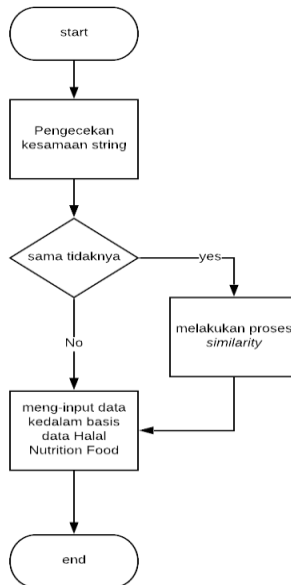 start
Pengecekan
kesamaan string
sama tidaknya
yes
melakukan proses
similarity
No
meng-input data
kedalam basis
data Halal
Nutrition Food
end